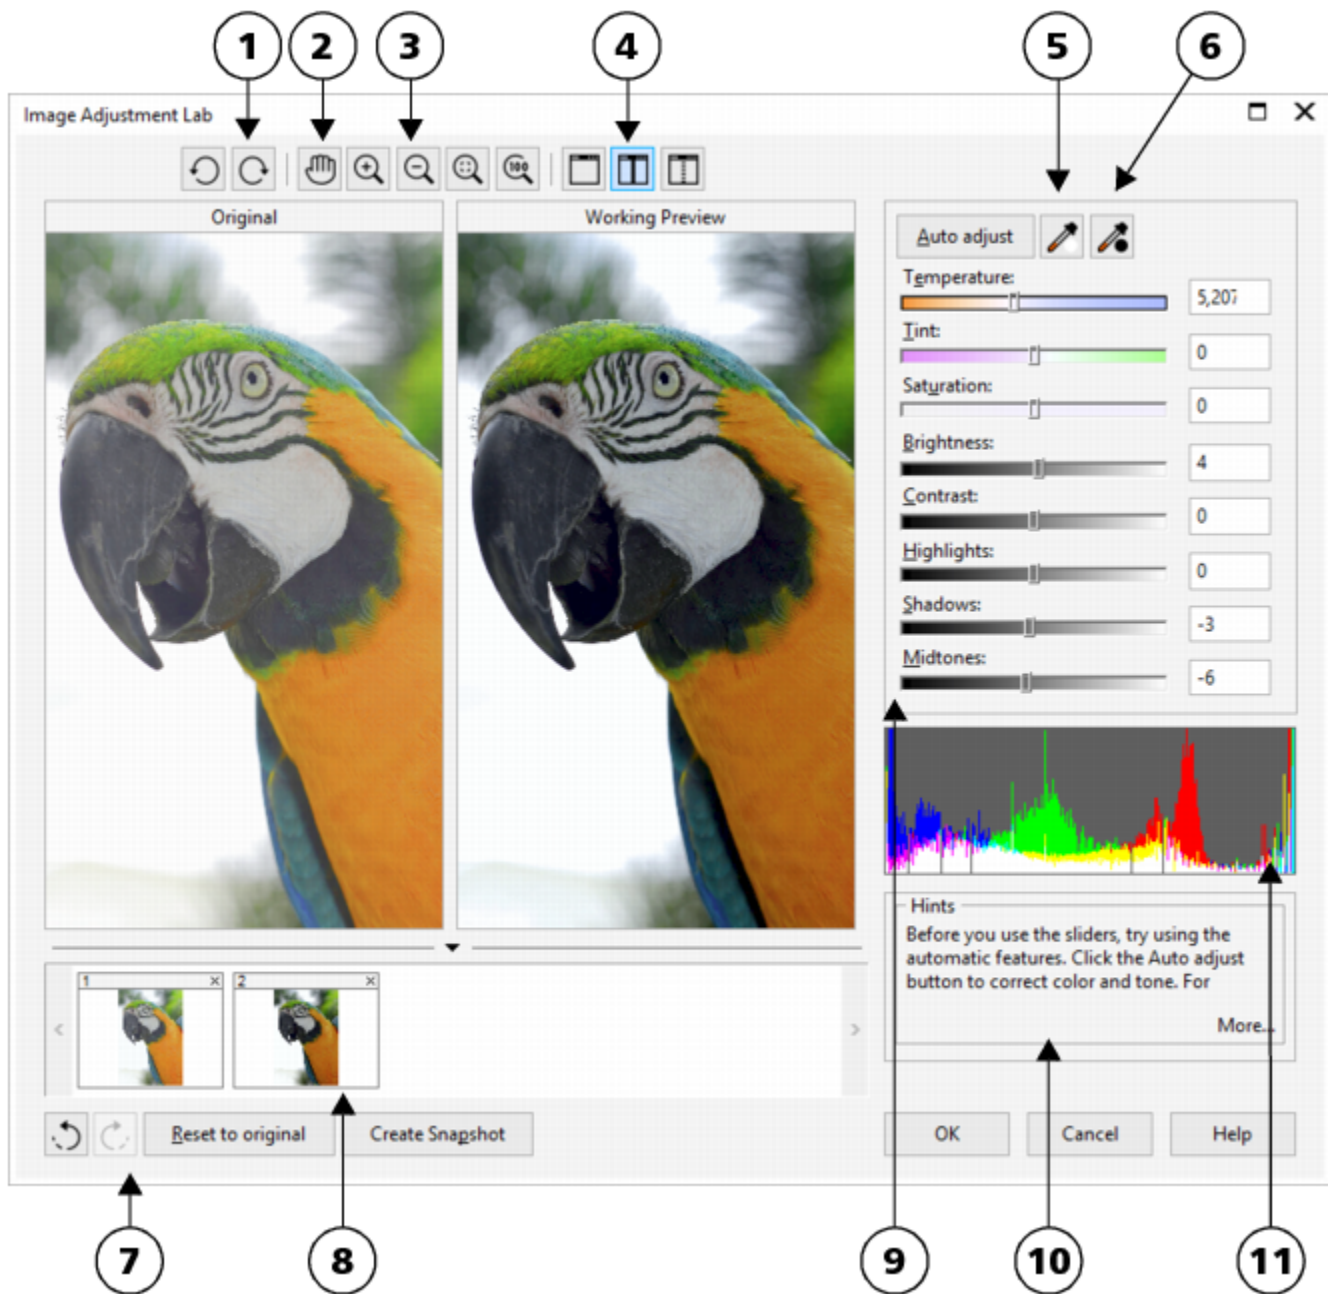 1 2 3 4 5 6
Image Adjustment Lab
100
Original
Working Preview
Auto adjust
Temperature:
5,207
Tint:
0
Saturation:
0
Brightness:
4
Contrast:
0
Highlights:
0
Shadows:
-3
Midtones:
-6
Hints
Before you use the sliders, try using the
automatic features. Click the Auto adjust
button to correct color and tone. For
More...
1 2
Reset to original
Create Snapshot
OK
Cancel
Help
7 8 9 10 11